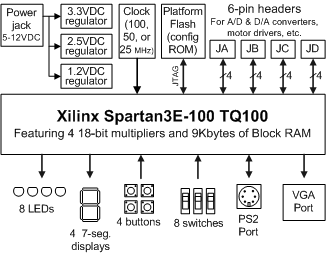 Power
jack
5-12VDC
3.3VDC
regulator
2.5VDC
regulator
1.2VDC
regulator
Clock
(100,
50, or
25 MHz)
Platform
Flash
(config
ROM)
JTAG
6-pin headers
For A/D & D/A converters,
motor drivers, etc.
JA
JB
JC
JD
4
4
4
4
Xilinx Spartan3E-100 TQ100
Featuring 4 18-bit multipliers and 9Kbytes of Block RAM
8 LEDs
4 7-seg.
displays
4 buttons
8 switches
PS2
Port
VGA
Port